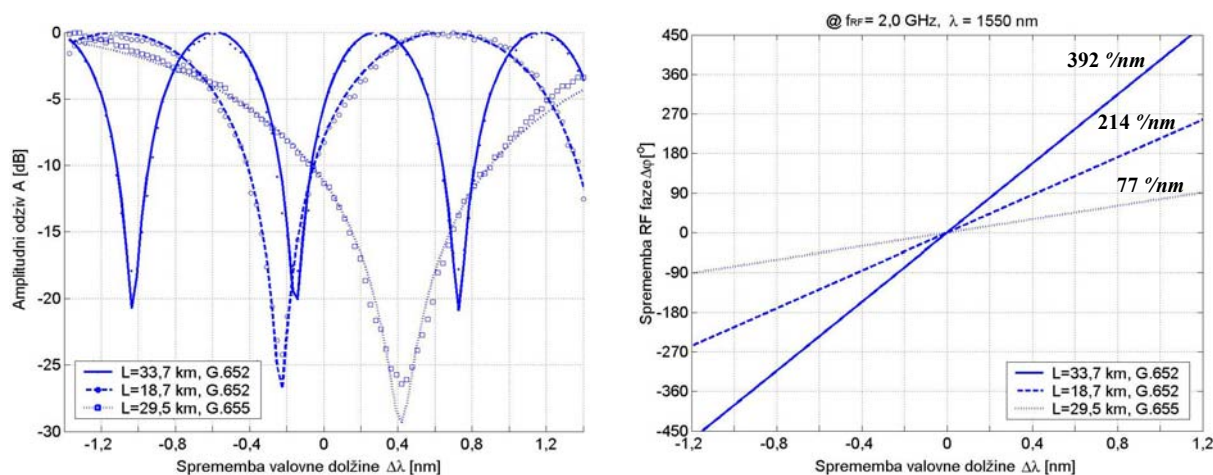 Amplitudni odziv A [dB]
0
-5
-10
-15
-20
-25
-30
L=33,7 km, G.652
L=18,7 km, G.652
L=29,5 km, G.655
-1,2 -0,8 -0,4 0 0,4 0,8 1,2
Sprememba valovne dolžine Δλ [nm]
@ fRF = 2,0 GHz, λ = 1550 nm
Sprememba RF faze Δφ[°]
450
360
270
180
90
0
-90
-180
-270
-360
-450
392 °/nm
214 °/nm
77 °/nm
L=33,7 km, G.652
L=18,7 km, G.652
L=29,5 km, G.655
-1,2 -0,8 -0,4 0 0,4 0,8 1,2
Sprememba valovne dolžine Δλ [nm]